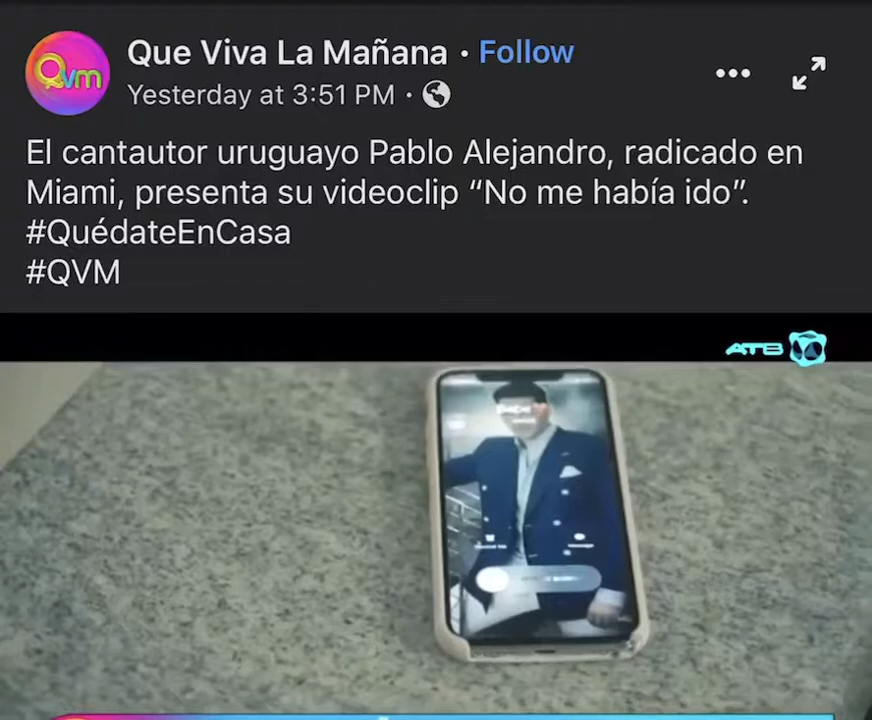 Qvm
Que Viva La Mañana · Follow
Yesterday at 3:51 PM ·
El cantautor uruguayo Pablo Alejandro, radicado en
Miami, presenta su videoclip “No me había ido”.
#QuédateEnCasa
#QVM
ATB